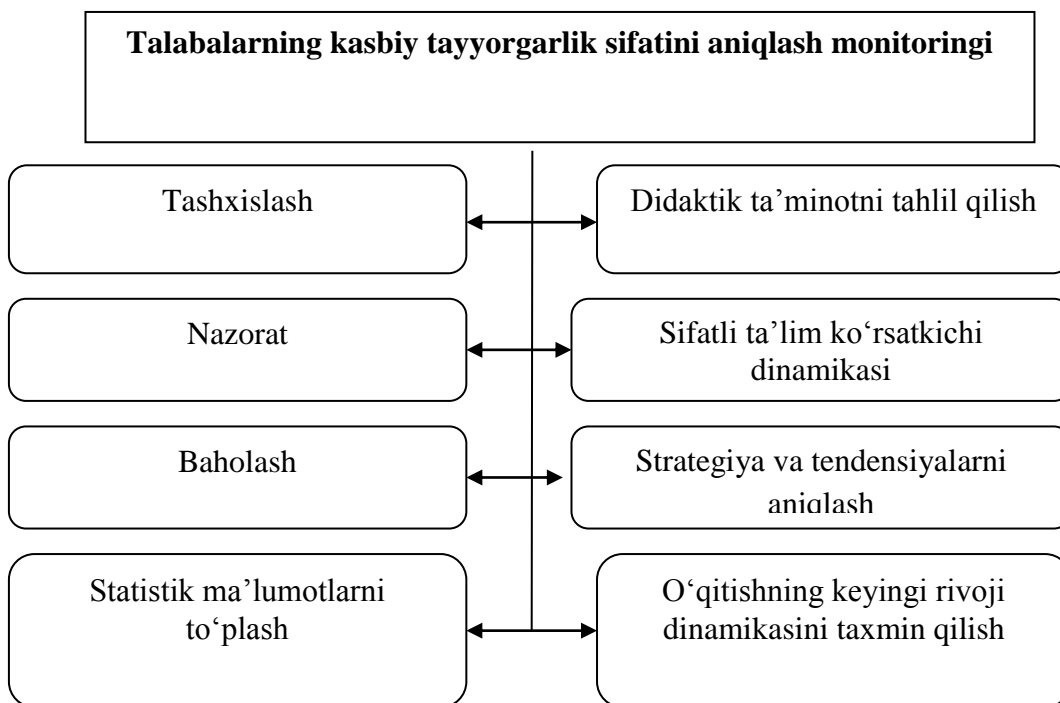 Talabalarning kasbiy tayyorgarlik sifatini aniqlash monitoringi
Tashxislash
Didaktik ta’minotni tahlil qilish
Nazorat
Sifatli ta’lim ko‘rsatkichi
dinamikasi
Baholash
Strategiya va tendensiyalarni
aniqlash
Statistik ma’lumotlarni
to‘plash
O‘qitishning keyingi rivoji
dinamikasini taxmin qilish